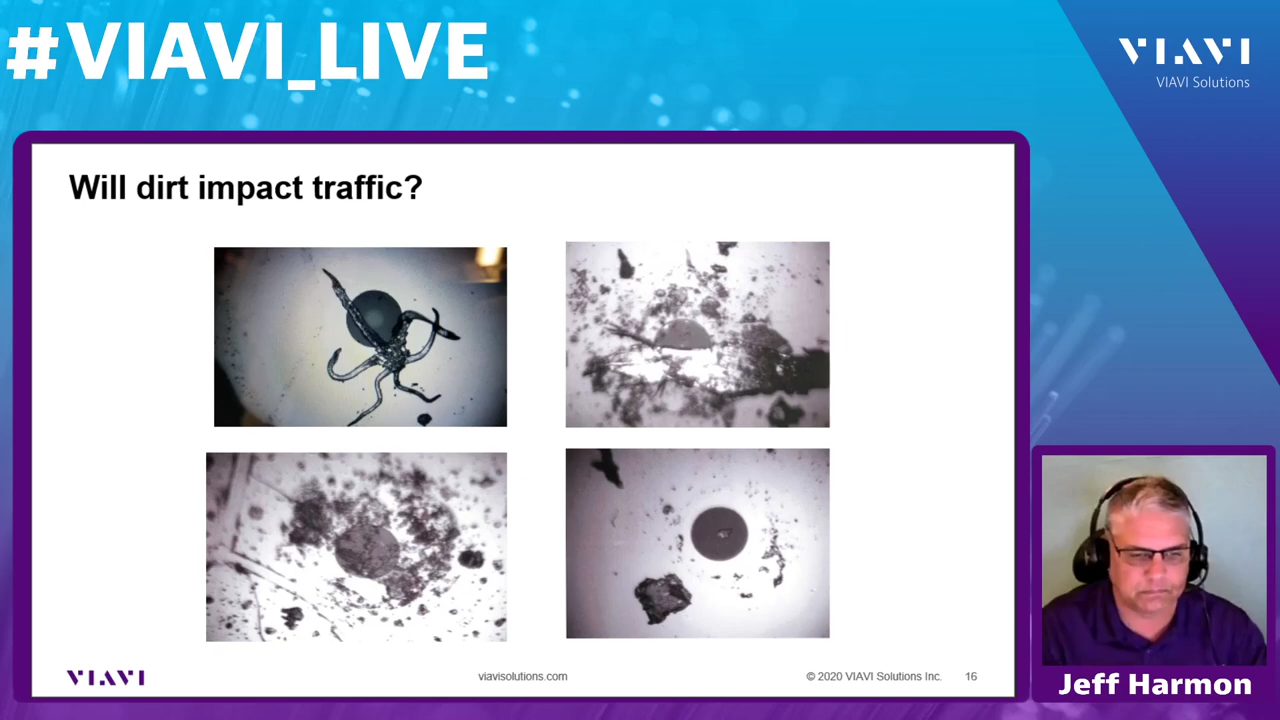 #VIAVI_LIVE
VIAVI
VIAVI Solutions
Will dirt impact traffic?
VIAVI
viavisolutions.com
© 2020 VIAVI Solutions Inc.
16
Jeff Harmon